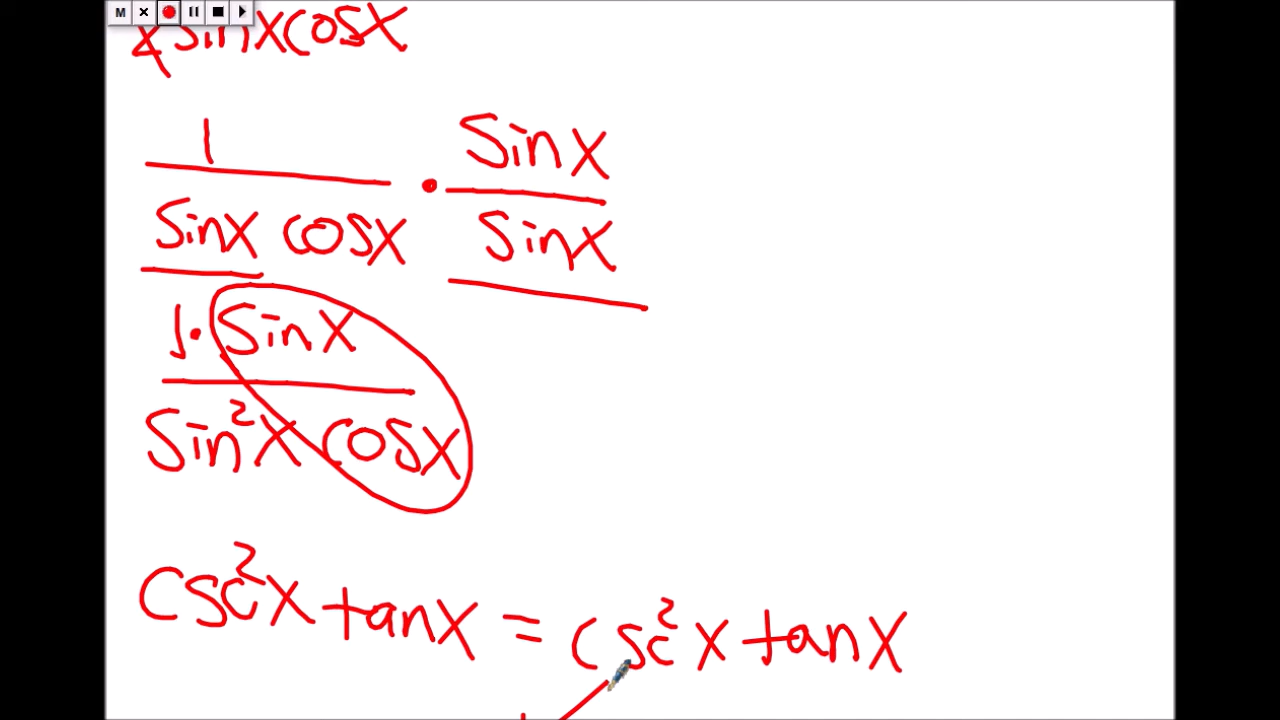 M
sinxcosx
1 · sinx
sinx cosx sinx
1· sinx
sin²x cosx
csc²x tanx = csc²x tanx